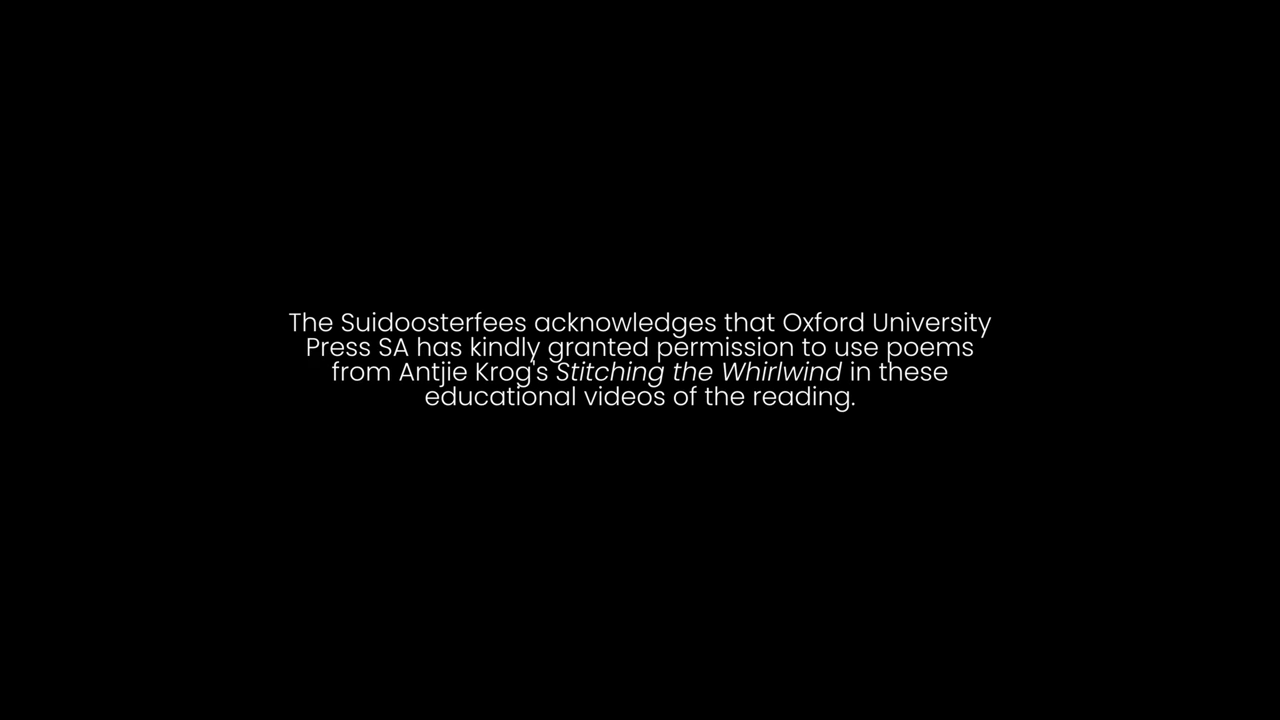 The Suidoosterfees acknowledges that Oxford University
Press SA has kindly granted permission to use poems
from Antjie Krog's Stitching the Whirlwind in these
educational videos of the reading.